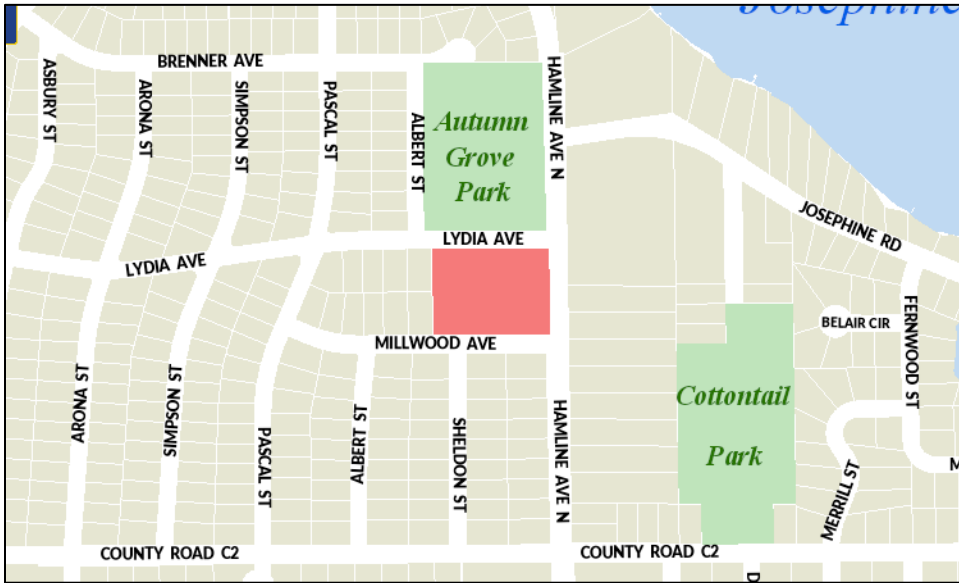 Josephine
BRENNER AVE
ASBURY ST
ARONA ST
SIMPSON ST
PASCAL ST
ALBERT ST
HAMLINE AVE N
Autumn
Grove
Park
JOSEPHINE RD
LYDIA AVE
LYDIA AVE
FERNWOOD ST
BELAIR CIR
MILLWOOD AVE
ARONA ST
SIMPSON ST
PASCAL ST
ALBERT ST
SHELDON ST
HAMLINE AVE N
Cottontail
Park
MERRILL ST
M
COUNTY ROAD C2
COUNTY ROAD C2
D